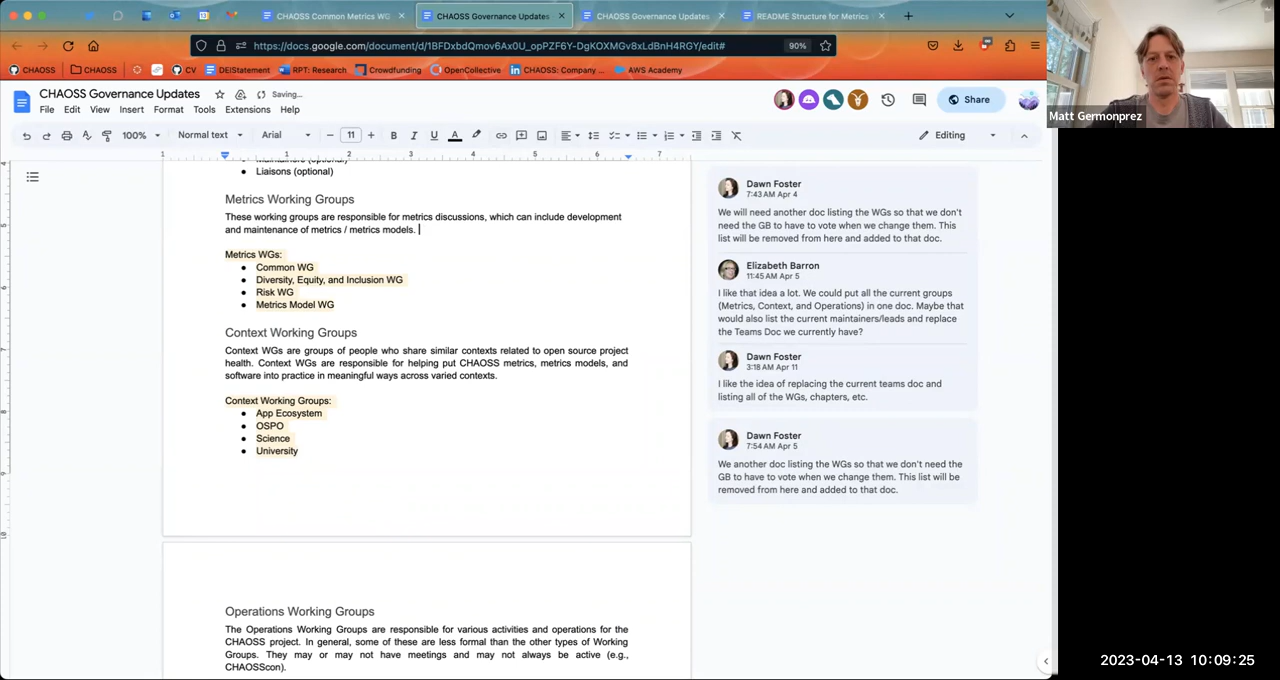 CHAOSS Common Metrics WG
CHAOSS Governance Updates
CHAOSS Governance Updates
README Structure for Metrics
https://docs.google.com/document/d/1BFDxbdQmov6Ax0U_opPZF6Y-DgKOXMGv8xLdBnH4RGY/edit#
90%
CHAOSS
CHAOSS
CV
DEIStatement
RPT: Research
Crowdfunding
OpenCollective
CHAOSS: Company ...
AWS Academy
CHAOSS Governance Updates
Saving...
File Edit View Insert Format Tools Extensions Help
Share
100% Normal text Arial 11 B I U A Editing
1 1 2 3 4 5 6 7
Liaisons (optional)
Metrics Working Groups
These working groups are responsible for metrics discussions, which can include development
and maintenance of metrics / metrics models.
Metrics WGs:
Common WG
Diversity, Equity, and Inclusion WG
Risk WG
Metrics Model WG
Context Working Groups
Context WGs are groups of people who share similar contexts related to open source project
health. Context WGs are responsible for helping put CHAOSS metrics, metrics models, and
software into practice in meaningful ways across varied contexts.
Context Working Groups:
App Ecosystem
OSPO
Science
University
Operations Working Groups
The Operations Working Groups are responsible for various activities and operations for the
CHAOSS project. In general, some of these are less formal than the other types of Working
Groups. They may or may not have meetings and may not always be active (e.g.,
CHAOSScon).
Dawn Foster
7:43 AM Apr 4
We will need another doc listing the WGs so that we don't
need the GB to have to vote when we change them. This
list will be removed from here and added to that doc.
Elizabeth Barron
11:45 AM Apr 5
I like that idea a lot. We could put all the current groups
(Metrics, Context, and Operations) in one doc. Maybe that
would also list the current maintainers/leads and replace
the Teams Doc we currently have?
Dawn Foster
3:18 AM Apr 11
I like the idea of replacing the current teams doc and
listing all of the WGs, chapters, etc.
Dawn Foster
7:54 AM Apr 5
We another doc listing the WGs so that we don't need the
GB to have to vote when we change them. This list will be
removed from here and added to that doc.
Matt Germonprez
2023-04-13 10:09:25